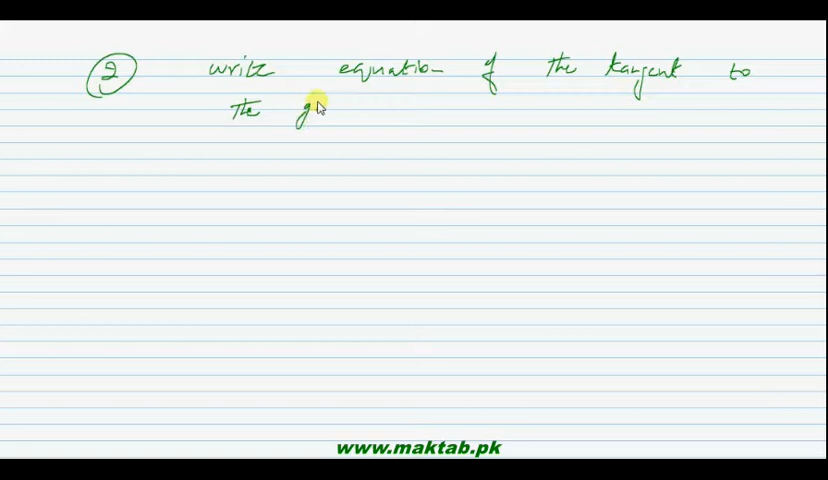 2 write equation of the tangent to
the g
www.maktab.pk